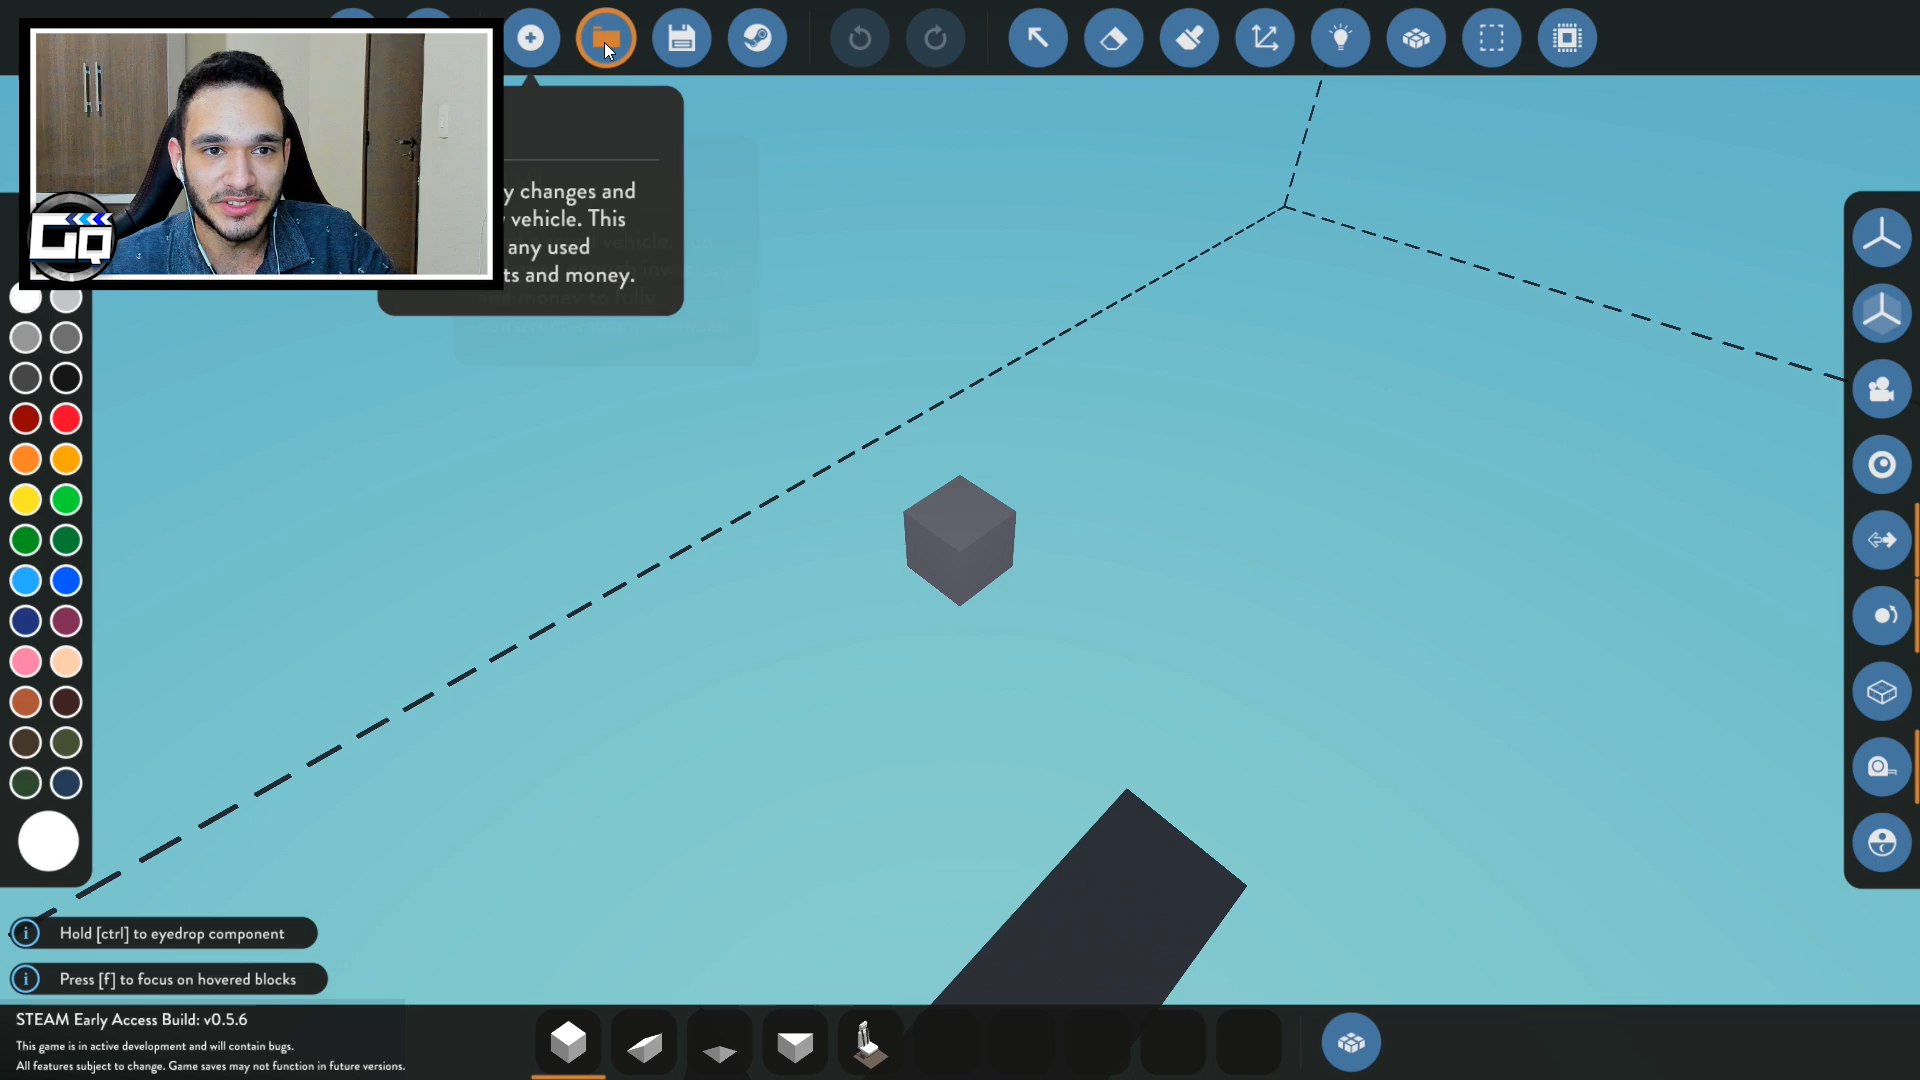 y changes and
vehicle. This
any used
ts and money.
GQ
Hold [ctrl] to eyedrop component
Press [f] to focus on hovered blocks
STEAM Early Access Build: v0.5.6
This game is in active development and will contain bugs.
All features subject to change. Game saves may not function in future versions.